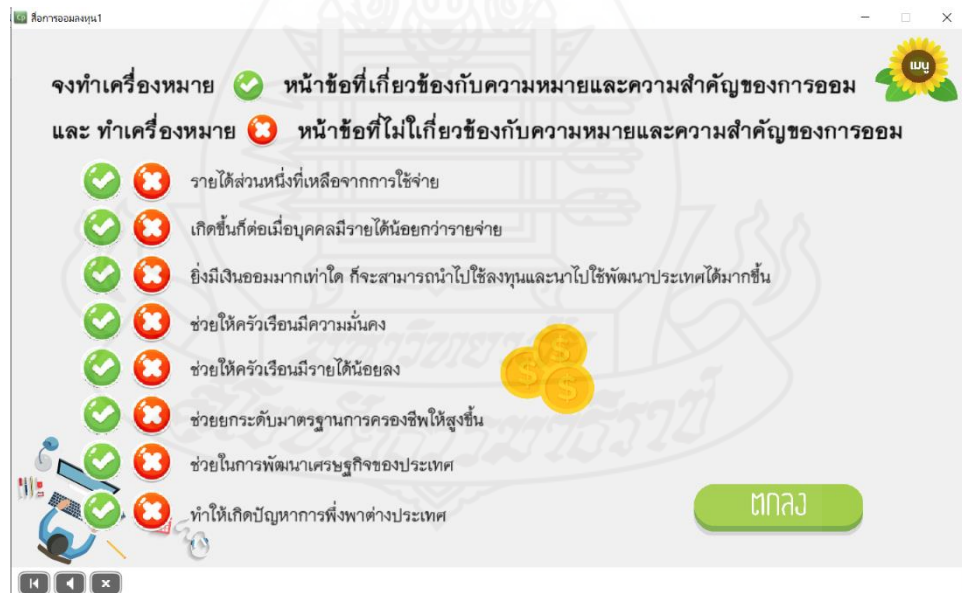 สื่อการออมลงทุน1
เมนู
จงทำเครื่องหมาย หน้าข้อที่เกี่ยวข้องกับความหมายและความสำคัญของการออม
และ ทำเครื่องหมาย หน้าข้อที่ไม่ใเกี่ยวข้องกับความหมายและความสำคัญของการออม
รายได้ส่วนหนึ่งที่เหลือจากการใช้จ่าย
เกิดขึ้นก็ต่อเมื่อบุคคลมีรายได้น้อยกว่ารายจ่าย
ยิ่งมีเงินออมมากเท่าใด ก็จะสามารถนำไปใช้ลงทุนและนาไปใช้พัฒนาประเทศได้มากขึ้น
ช่วยให้ครัวเรือนมีความมั่นคง
ช่วยให้ครัวเรือนมีรายได้น้อยลง
ช่วยยกระดับมาตรฐานการครองชีพให้สูงขึ้น
ช่วยในการพัฒนาเศรษฐกิจของประเทศ
ทำให้เกิดปัญหาการพึ่งพาต่างประเทศ
ตกลง